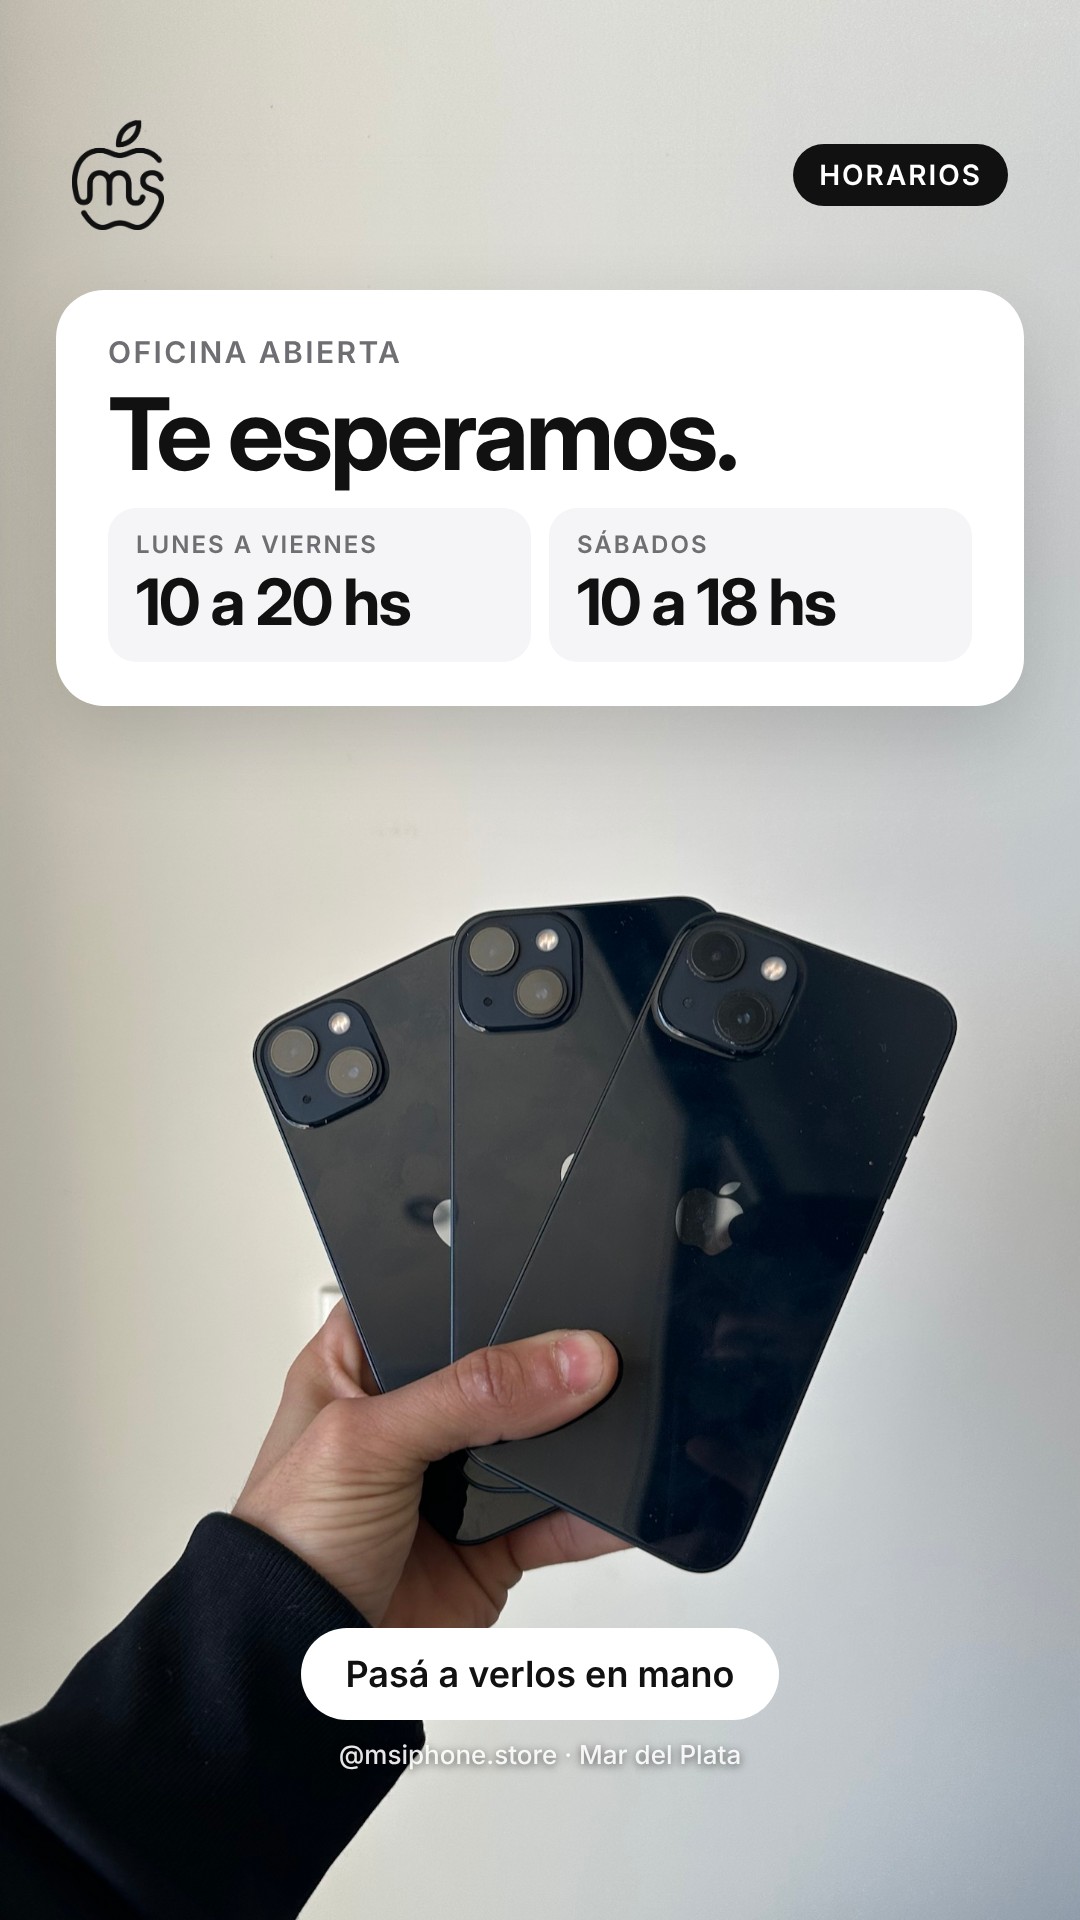 ms
HORARIOS
OFICINA ABIERTA
Te esperamos.
LUNES A VIERNES
10 a 20 hs
SÁBADOS
10 a 18 hs
Pasá a verlos en mano
@msiphone.store · Mar del Plata